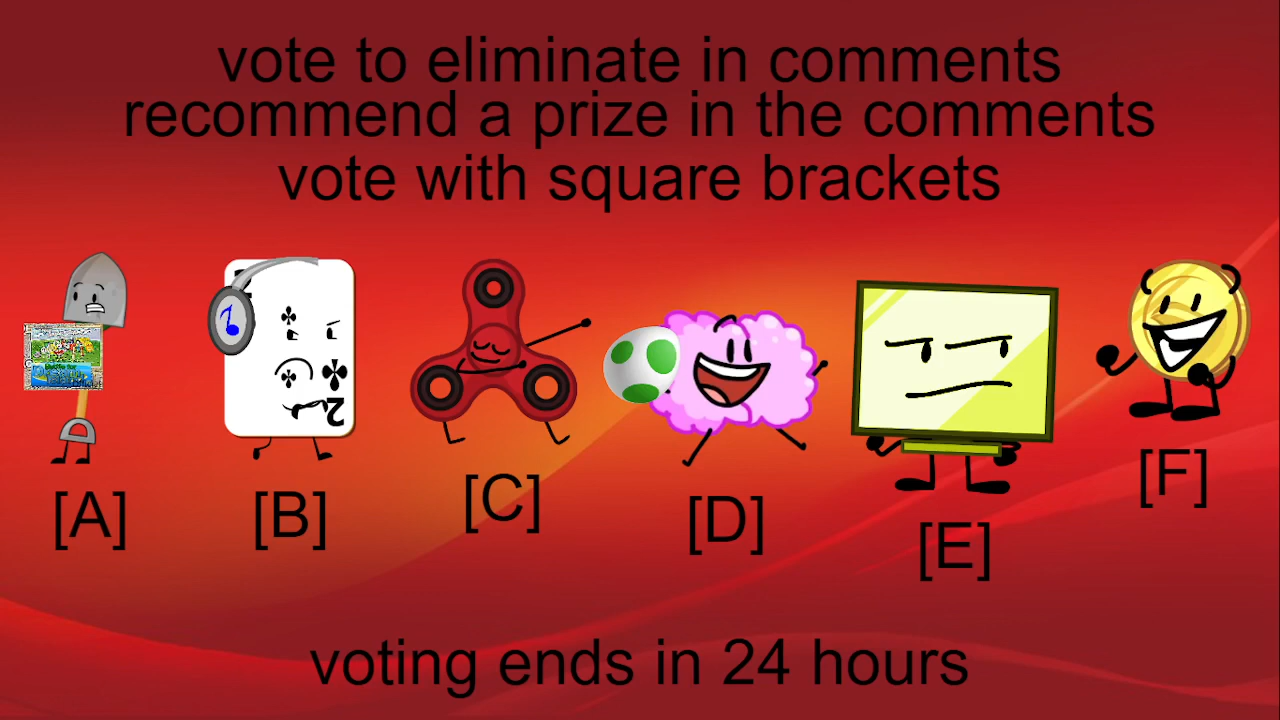 vote to eliminate in comments
recommend a prize in the comments
vote with square brackets
2
[A]
[B]
[C]
[D]
[E]
[F]
voting ends in 24 hours